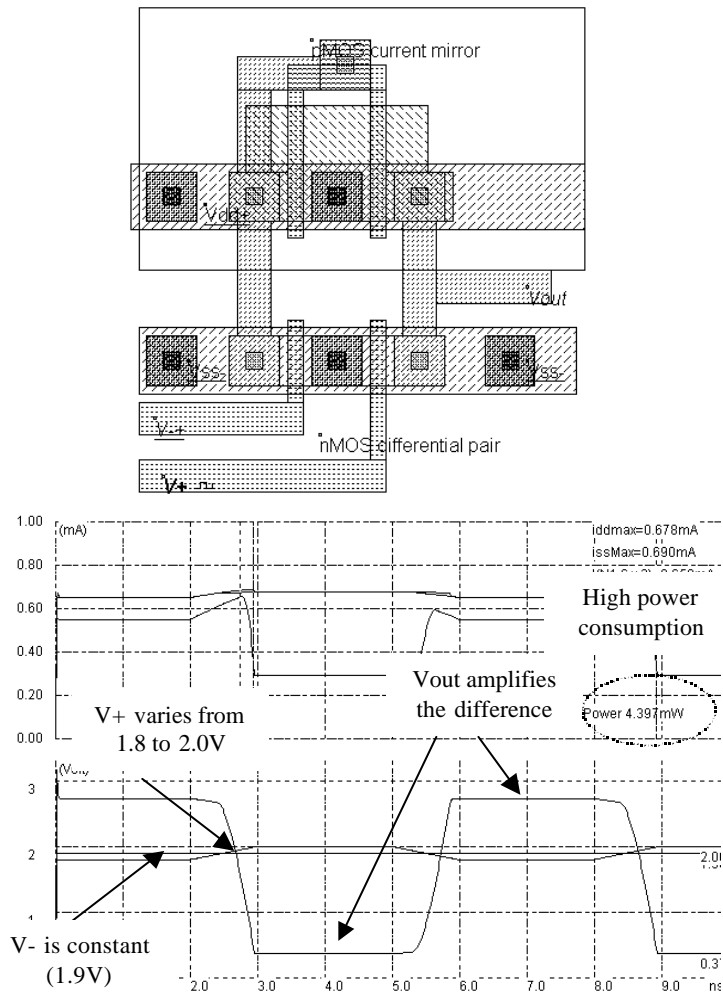 pMOS current mirror
Vdd+
Vout
Vss-
Vss-
V-+
nMOS differential pair
V+
1.00
(mA)
iddmax=0.678mA
0.80
issMax=0.690mA
High power
consumption
0.60
0.40
Vout amplifies
the difference
0.20
V+ varies from
1.8 to 2.0V
Power 4.397mW
0.00
(Volt)
3
2
2.00
1
V- is constant
(1.9V)
0.37
2.0 3.0 4.0 5.0 6.0 7.0 8.0 9.0 ns